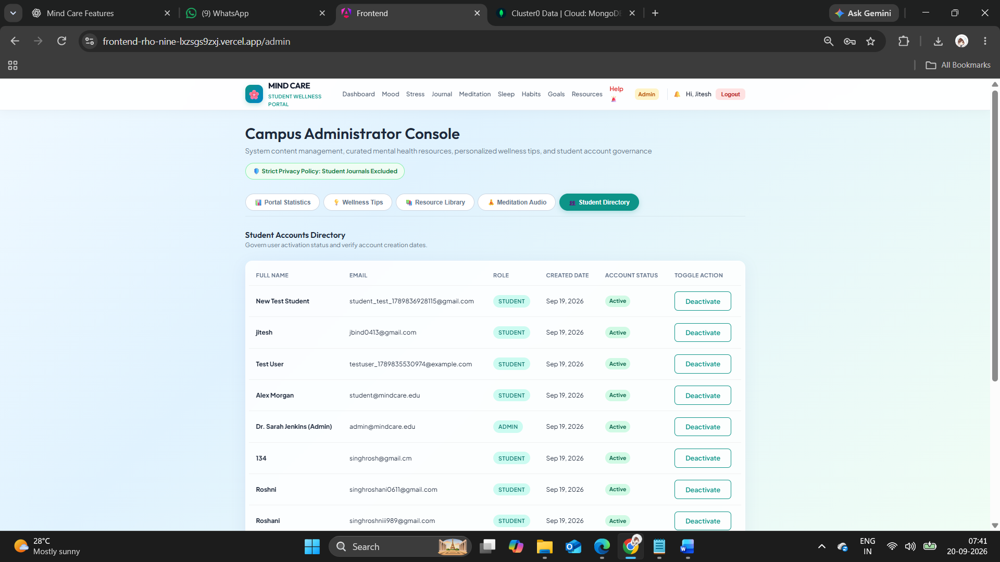 Mind Care Features
(9) WhatsApp
Frontend
Cluster0 Data | Cloud: MongoDB
Ask Gemini
frontend-rho-nine-lxzsgs9zxj.vercel.app/admin
All Bookmarks
MIND CARE
STUDENT WELLNESS
PORTAL
Dashboard Mood Stress Journal Meditation Sleep Habits Goals Resources Help Admin Hi, Jitesh Logout
Campus Administrator Console
System content management, curated mental health resources, personalized wellness tips, and student account governance
Strict Privacy Policy: Student Journals Excluded
Portal Statistics Wellness Tips Resource Library Meditation Audio Student Directory
Student Accounts Directory
Govern user activation status and verify account creation dates.
FULL NAME EMAIL ROLE CREATED DATE ACCOUNT STATUS TOGGLE ACTION
New Test Student student_test_1789836928115@gmail.com STUDENT Sep 19, 2026 Active Deactivate
jitesh jbind0413@gmail.com STUDENT Sep 19, 2026 Active Deactivate
Test User testuser_1789835530974@example.com STUDENT Sep 19, 2026 Active Deactivate
Alex Morgan student@mindcare.edu STUDENT Sep 19, 2026 Active Deactivate
Dr. Sarah Jenkins (Admin) admin@mindcare.edu ADMIN Sep 19, 2026 Active Deactivate
134 singhrosh@gmail.cm STUDENT Sep 19, 2026 Active Deactivate
Roshni singhroshani0611@gmail.com STUDENT Sep 19, 2026 Active Deactivate
Roshani singhroshniii989@gmail.com STUDENT Sep 19, 2026 Active Deactivate
28°C
Mostly sunny
Search
ENG
IN
07:41
20-09-2026